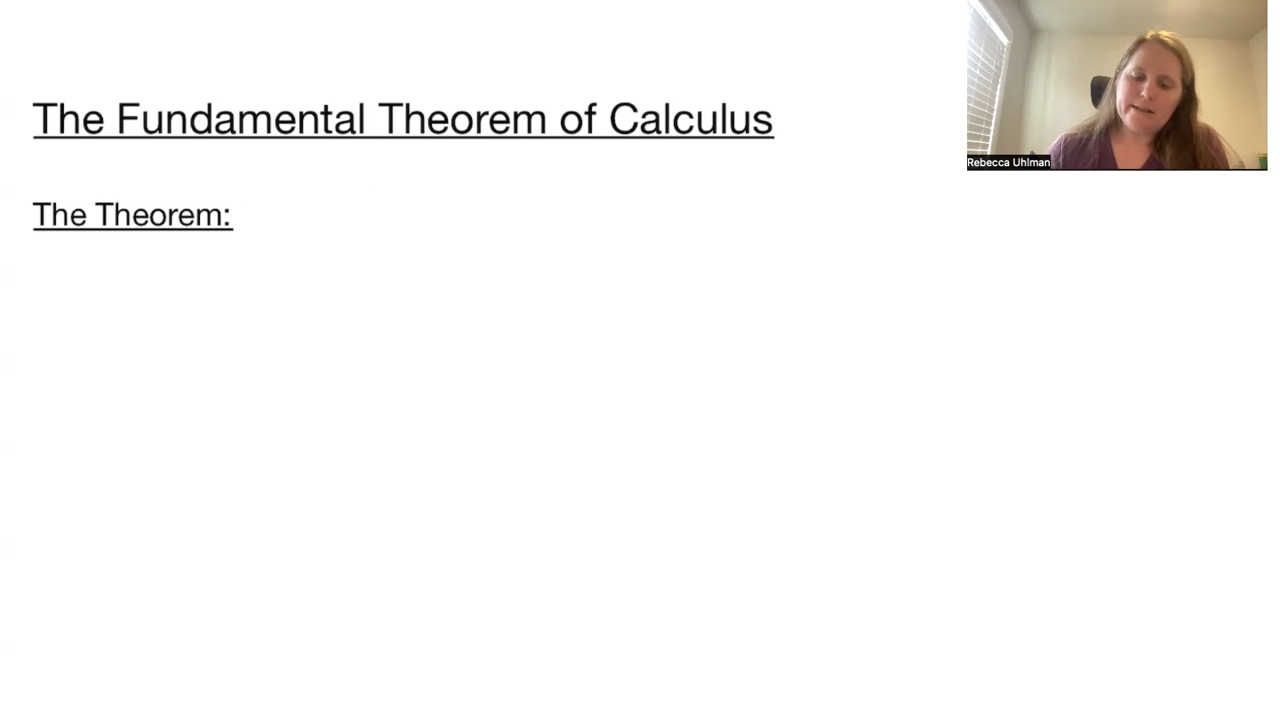 The Fundamental Theorem of Calculus
Rebecca Uhlman
The Theorem: